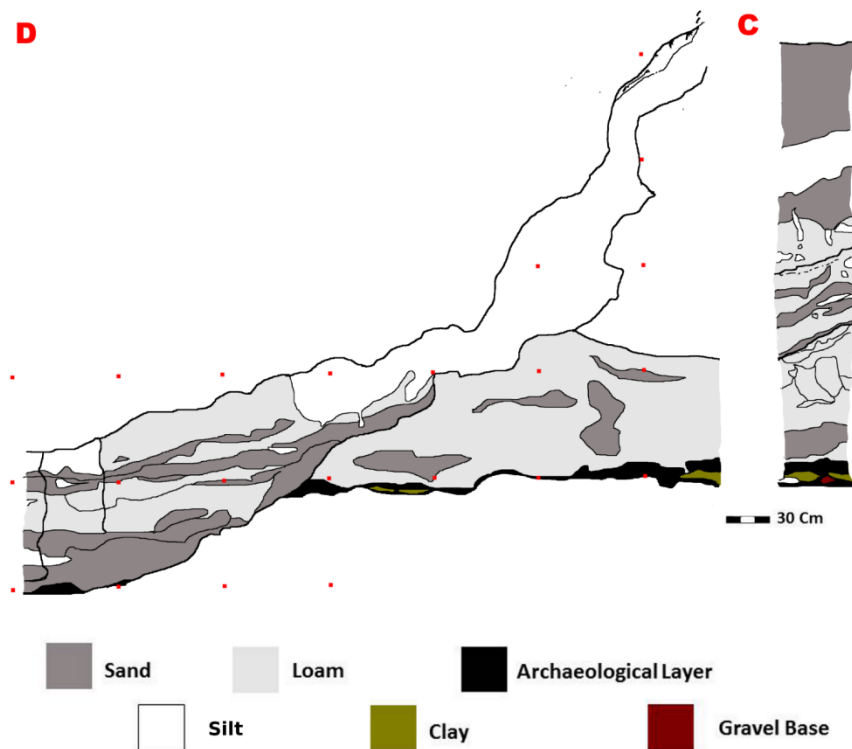 D
C
30 Cm
Sand
Loam
Archaeological Layer
Silt
Clay
Gravel Base